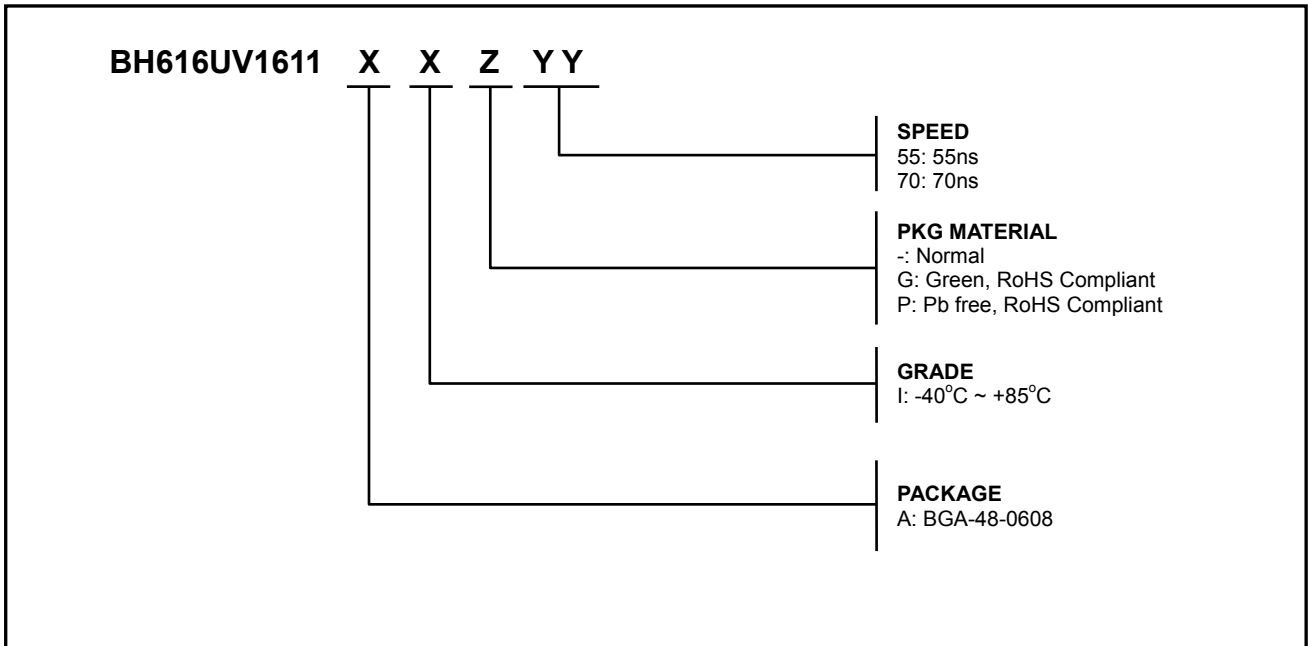 BH616UV1611 X X Z Y Y
SPEED
55: 55ns
70: 70ns
PKG MATERIAL
-: Normal
G: Green, RoHS Compliant
P: Pb free, RoHS Compliant
GRADE
I: -40°C ~ +85°C
PACKAGE
A: BGA-48-0608